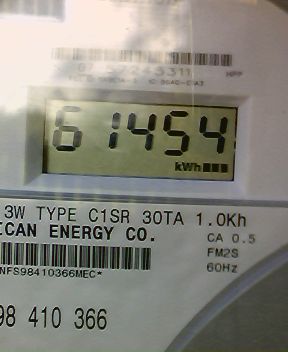 61454
kWh
3W TYPE C1SR 30TA 1.0Kh
ICAN ENERGY CO.
CA 0.5
FM2S
60Hz
NFS98410366MEC*
98 410 366